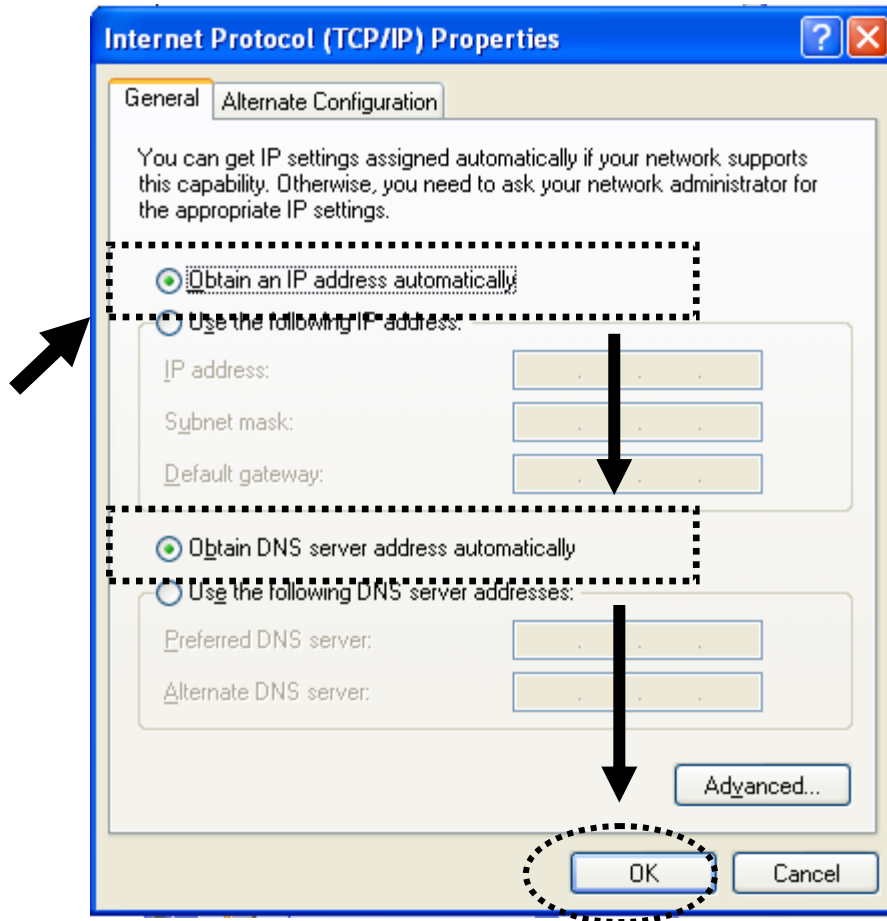 Internet Protocol (TCP/IP) Properties
?
General
Alternate Configuration
You can get IP settings assigned automatically if your network supports
this capability. Otherwise, you need to ask your network administrator for
the appropriate IP settings.
Obtain an IP address automatically
Use the following IP address:
IP address:
Subnet mask:
Default gateway:
Obtain DNS server address automatically
Use the following DNS server addresses:
Preferred DNS server:
Alternate DNS server:
Advanced...
OK
Cancel